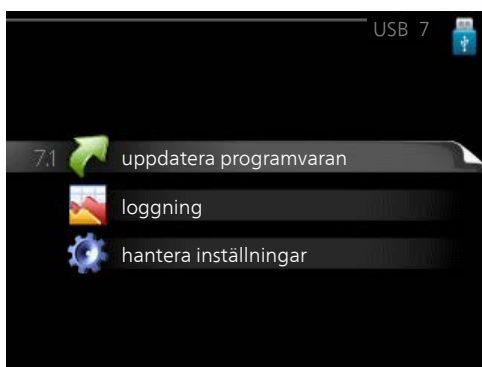 USB 7
7.1 uppdatera programvaran
loggning
hantera inställningar